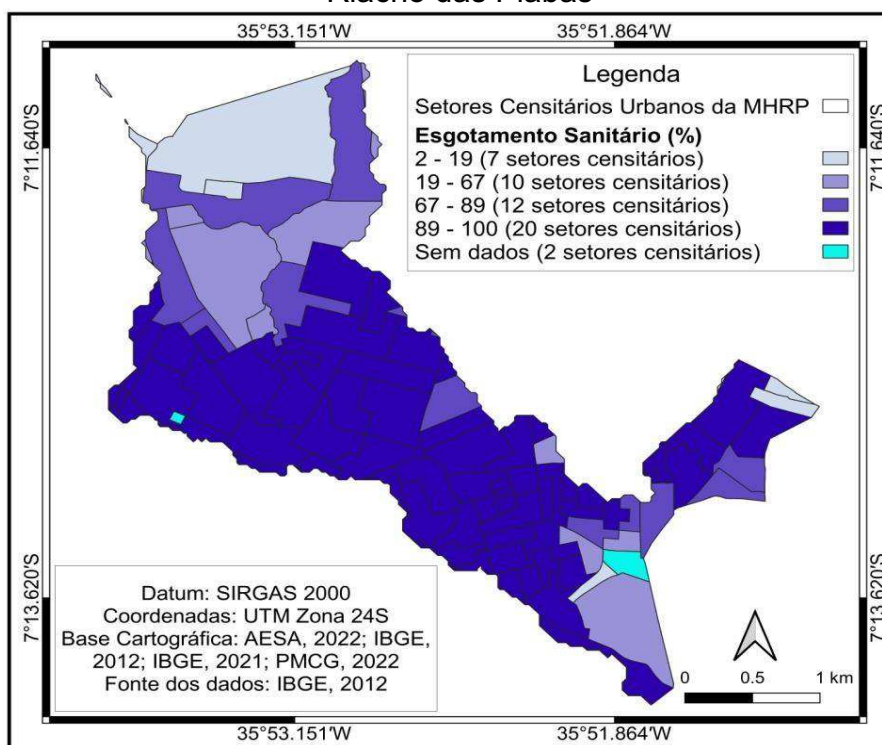 Riacho das Piabas
35°53.151'W 35°51.864'W
7°11.640'S 7°11.640'S
Legenda
Setores Censitários Urbanos da MHRP
Esgotamento Sanitário (%)
2 - 19 (7 setores censitários)
19 - 67 (10 setores censitários)
67 - 89 (12 setores censitários)
89 - 100 (20 setores censitários)
Sem dados (2 setores censitários)
7°13.620'S 7°13.620'S
Datum: SIRGAS 2000
Coordenadas: UTM Zona 24S
Base Cartográfica: AESA, 2022; IBGE,
2012; IBGE, 2021; PMCG, 2022
Fonte dos dados: IBGE, 2012
0 0.5 1 km
35°53.151'W 35°51.864'W